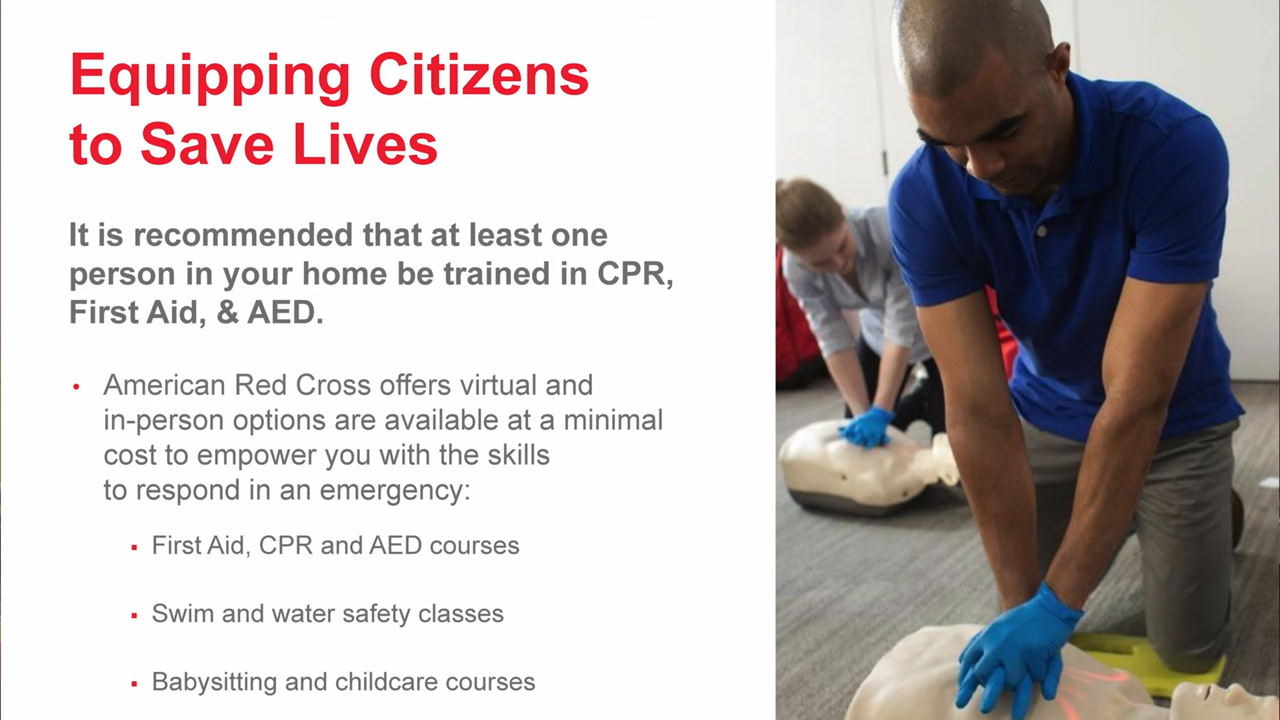 Equipping Citizens
to Save Lives
It is recommended that at least one
person in your home be trained in CPR,
First Aid, & AED.
• American Red Cross offers virtual and
in-person options are available at a minimal
cost to empower you with the skills
to respond in an emergency:
▪ First Aid, CPR and AED courses
▪ Swim and water safety classes
▪ Babysitting and childcare courses